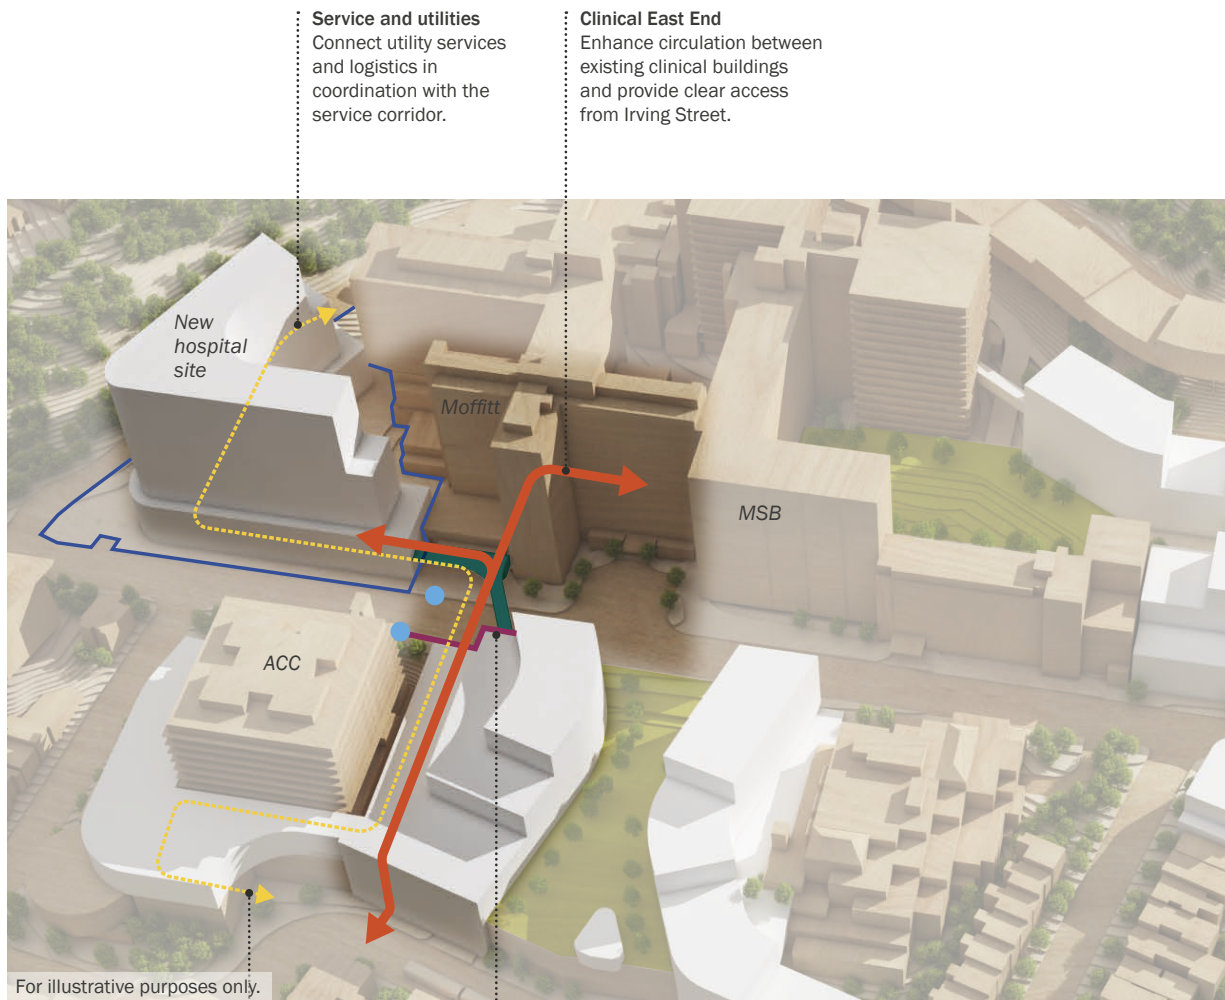 Service and utilities
Connect utility services
and logistics in
coordination with the
service corridor.
Clinical East End
Enhance circulation between
existing clinical buildings
and provide clear access
from Irving Street.
New
hospital
site
Moffitt
MSB
ACC
For illustrative purposes only.